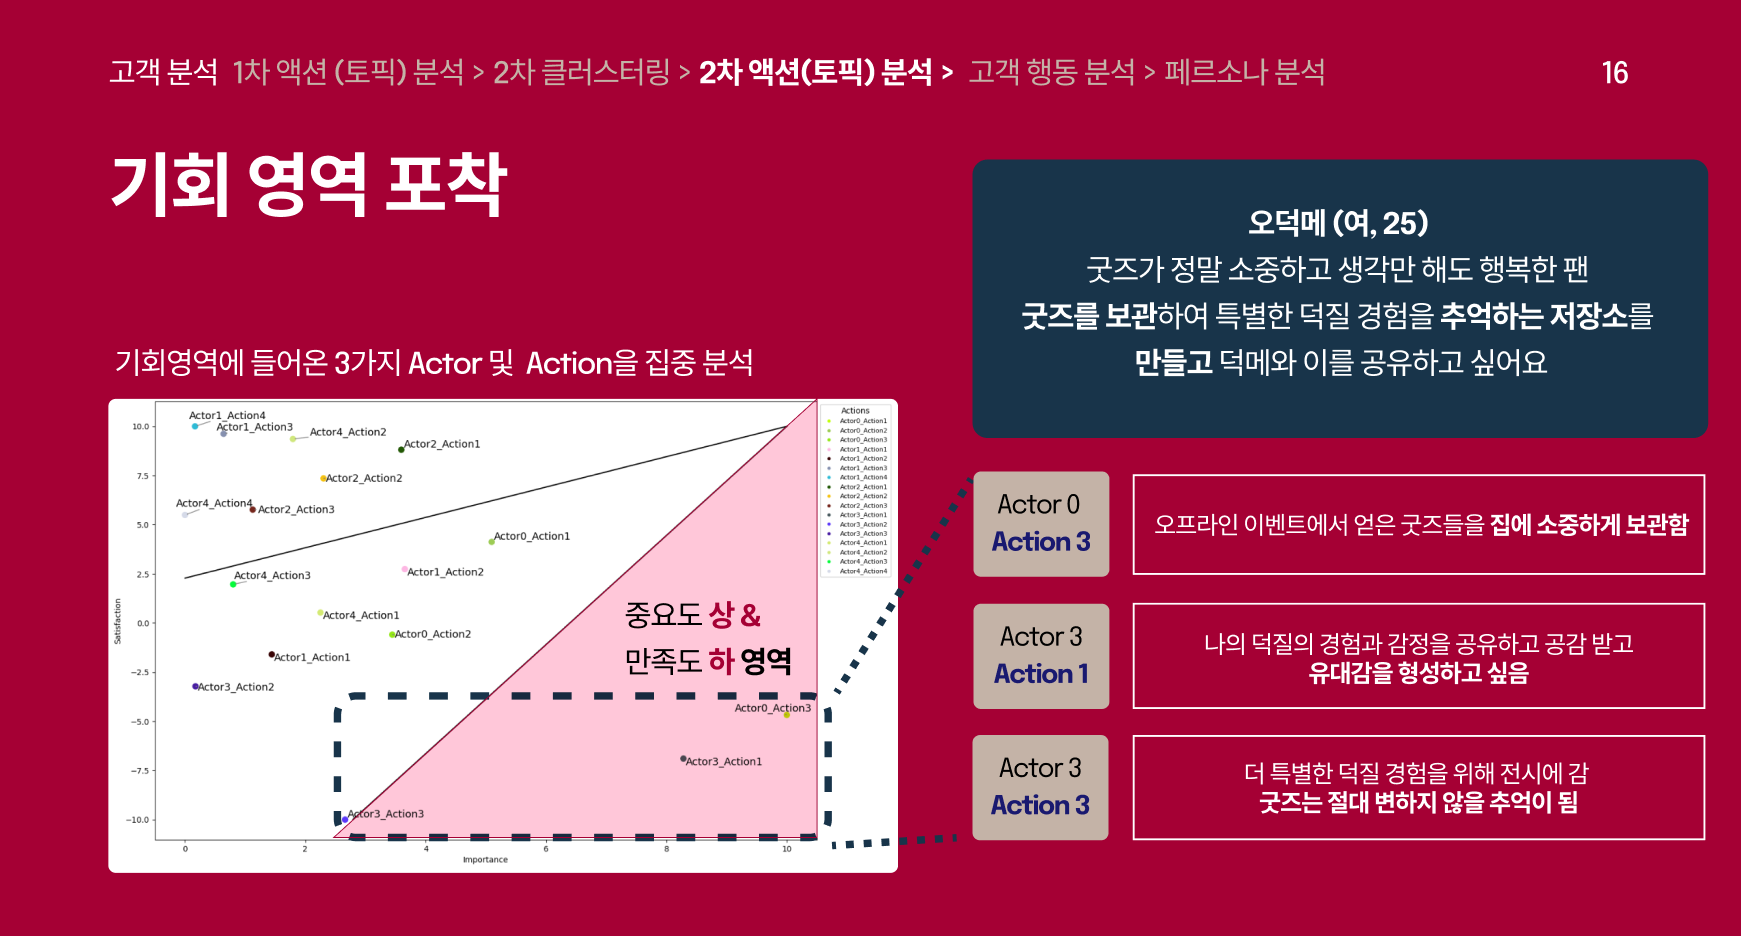 고객 분석 1차 액션 (토픽) 분석 > 2차 클러스터링 > 2차 액션(토픽) 분석 > 고객 행동 분석 > 페르소나 분석
16
기회 영역 포착
기회영역에 들어온 3가지 Actor 및 Action을 집중 분석
오덕메 (여, 25)
굿즈가 정말 소중하고 생각만 해도 행복한 팬
굿즈를 보관하여 특별한 덕질 경험을 추억하는 저장소를
만들고 덕메와 이를 공유하고 싶어요
Satisfaction
10.0
7.5
5.0
2.5
0.0
−2.5
−5.0
−7.5
−10.0
Actor1_Action4
Actor1_Action3
Actor4_Action2
Actor2_Action1
Actor2_Action2
Actor4_Action4
Actor2_Action3
Actor0_Action1
Actor1_Action2
Actor4_Action3
Actor4_Action1
Actor0_Action2
Actor1_Action1
Actor3_Action2
중요도 상 &
만족도 하 영역
Actor0_Action3
Actor3_Action1
Actor3_Action3
0
2
4
6
8
10
Importance
Actions
Actor0_Action1
Actor0_Action2
Actor0_Action3
Actor1_Action1
Actor1_Action2
Actor1_Action3
Actor1_Action4
Actor2_Action1
Actor2_Action2
Actor2_Action3
Actor3_Action1
Actor3_Action2
Actor3_Action3
Actor4_Action1
Actor4_Action2
Actor4_Action3
Actor4_Action4
Actor 0
Action 3
오프라인 이벤트에서 얻은 굿즈들을 집에 소중하게 보관함
Actor 3
Action 1
나의 덕질의 경험과 감정을 공유하고 공감 받고
유대감을 형성하고 싶음
Actor 3
Action 3
더 특별한 덕질 경험을 위해 전시에 감
굿즈는 절대 변하지 않을 추억이 됨